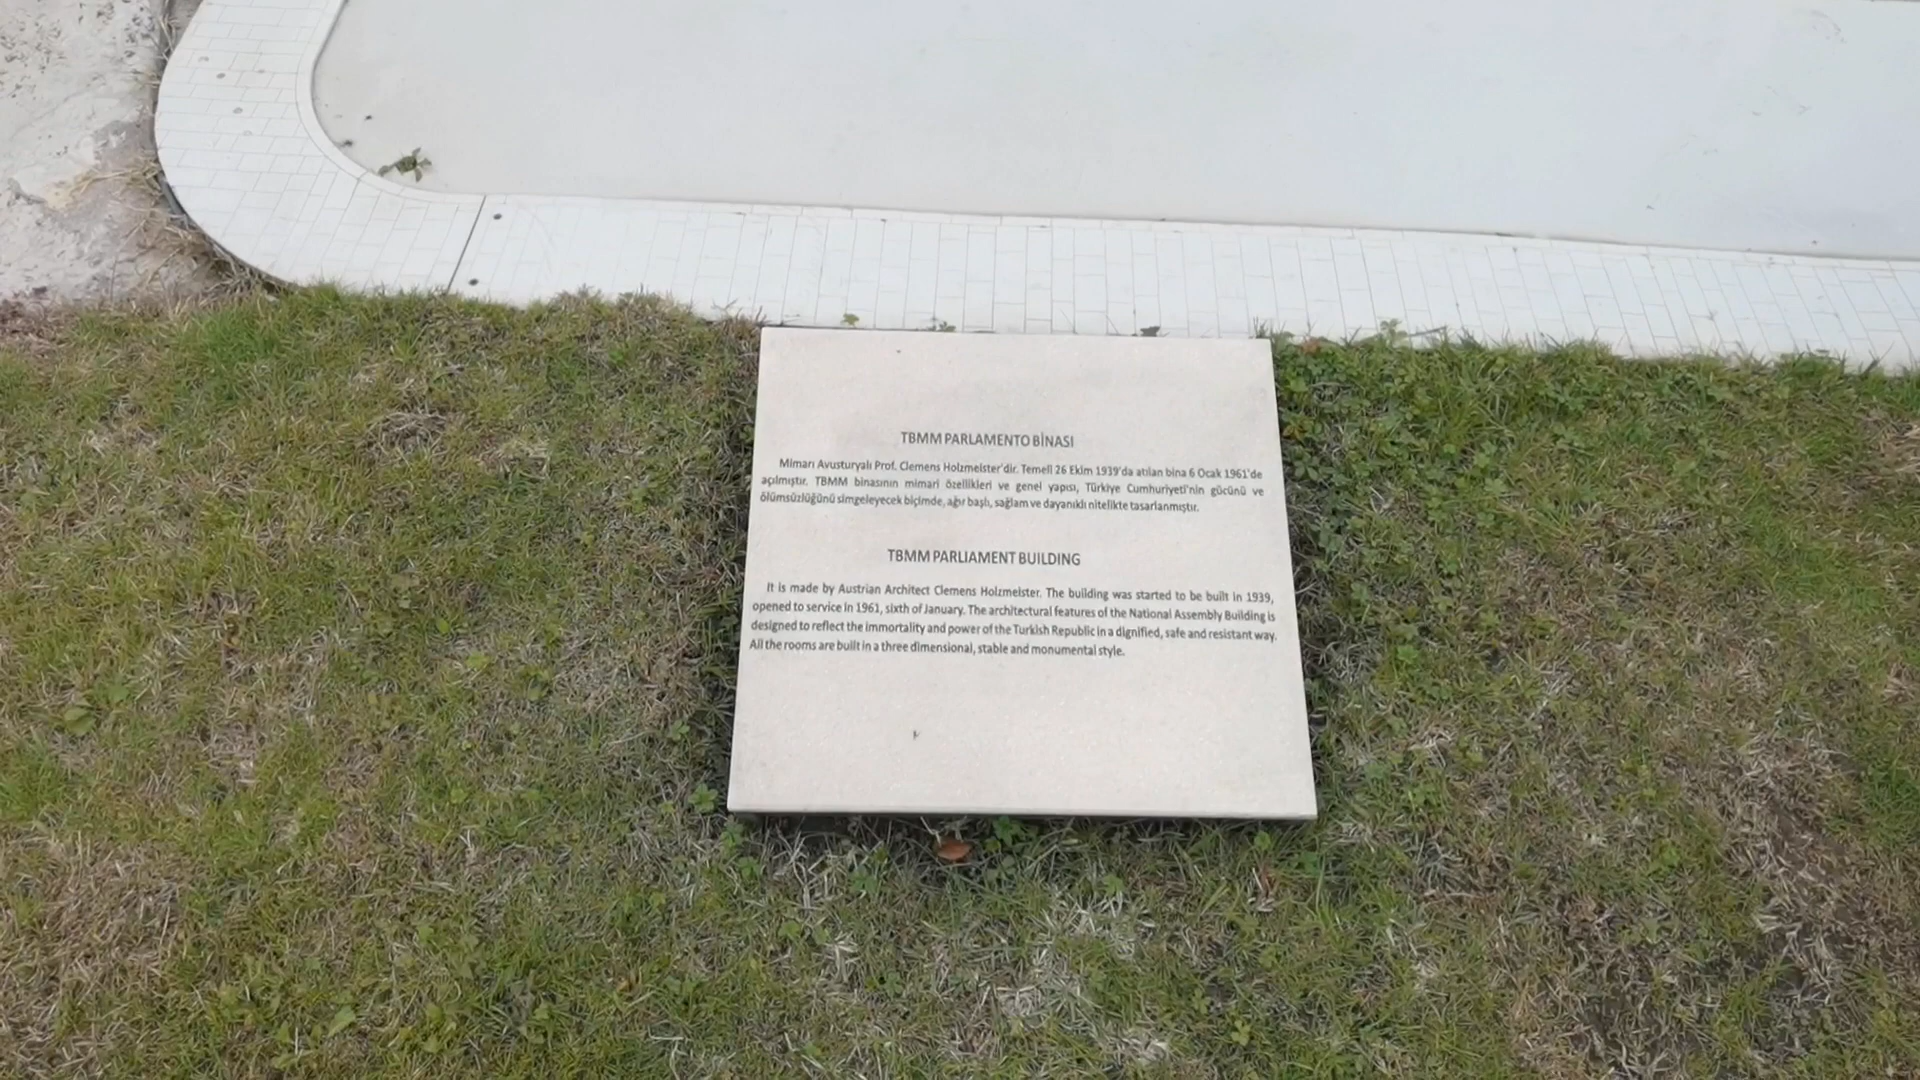 TBMM PARLAMENTO BİNASI
Mimarı Avusturyalı Prof. Clemens Holzmeister'dir. Temeli 26 Ekim 1939'da atılan bina 6 Ocak 1961'de
açılmıştır. TBMM binasının mimari özellikleri ve genel yapısı, Türkiye Cumhuriyeti'nin gücünü ve
ölümsüzlüğünü simgeleyecek biçimde, ağır başlı, sağlam ve dayanıklı nitelikte tasarlanmıştır.
TBMM PARLIAMENT BUILDING
It is made by Austrian Architect Clemens Holzmeister. The building was started to be built in 1939,
opened to service in 1961, sixth of January. The architectural features of the National Assembly Building is
designed to reflect the immortality and power of the Turkish Republic in a dignified, safe and resistant way.
All the rooms are built in a three dimensional, stable and monumental style.